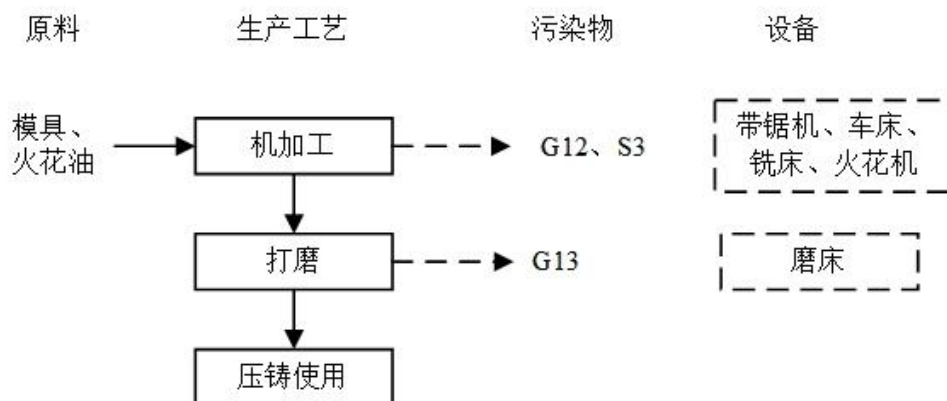 原料 生产工艺 污染物 设备
模具、
火花油
机加工
G12、S3
带锯机、车床、
铣床、火花机
打磨
G13
磨床
压铸使用